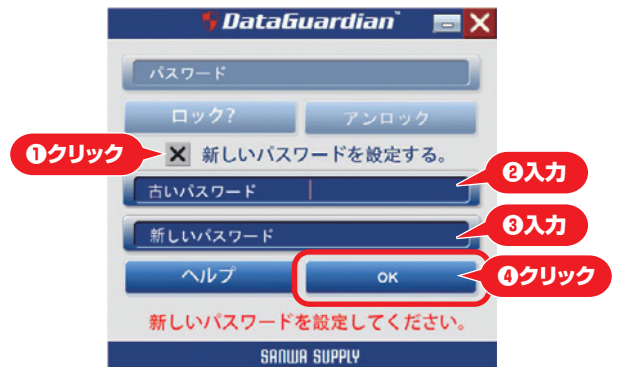 DataGuardian™
パスワード
ロック? アンロック
❶クリック
新しいパスワードを設定する。
❷入力
古いパスワード
❸入力
新しいパスワード
ヘルプ OK
❹クリック
新しいパスワードを設定してください。
SANWA SUPPLY